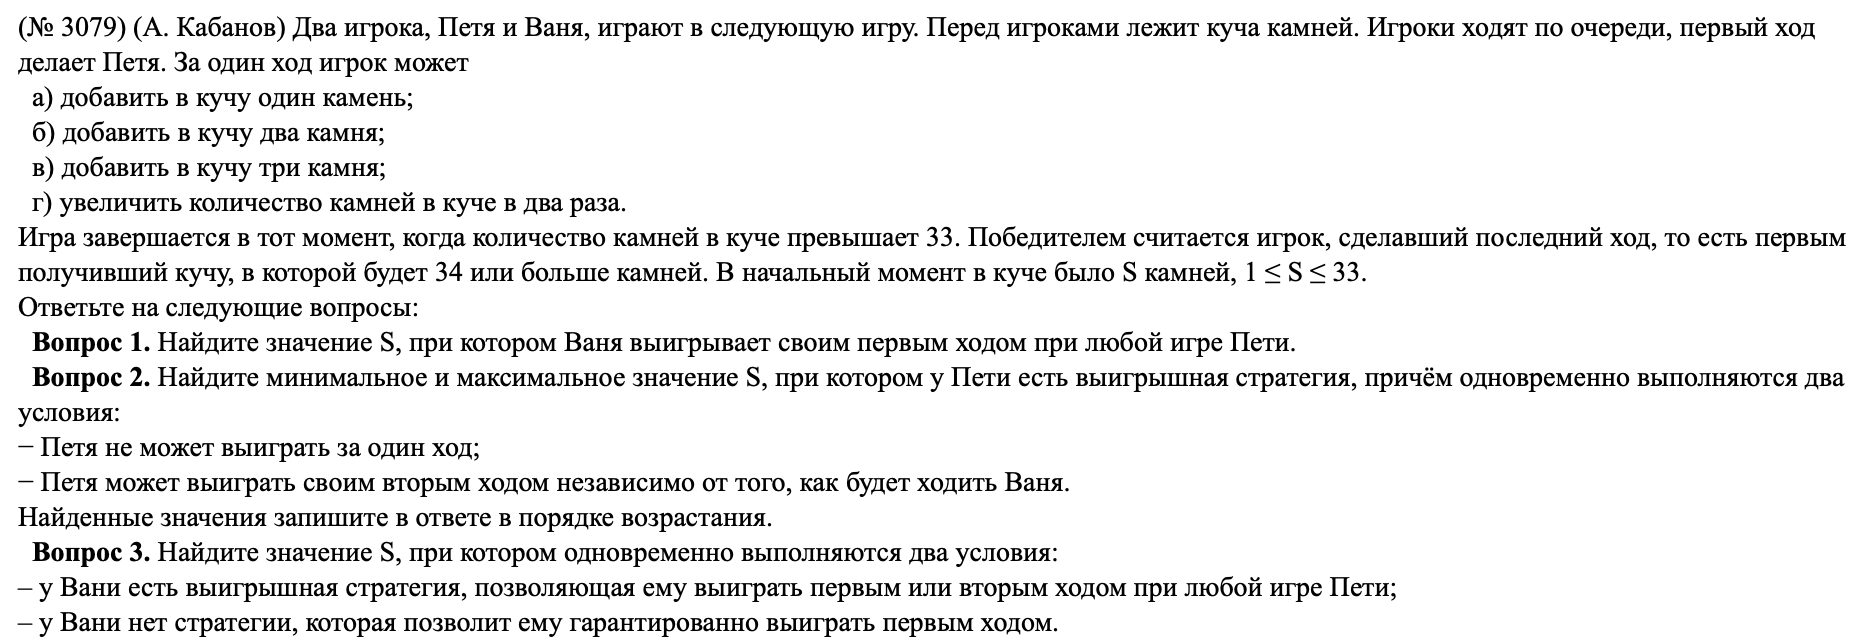 (№ 3079) (А. Кабанов) Два игрока, Петя и Ваня, играют в следующую игру. Перед игроками лежит куча камней. Игроки ходят по очереди, первый ход
делает Петя. За один ход игрок может
а) добавить в кучу один камень;
б) добавить в кучу два камня;
в) добавить в кучу три камня;
г) увеличить количество камней в куче в два раза.
Игра завершается в тот момент, когда количество камней в куче превышает 33. Победителем считается игрок, сделавший последний ход, то есть первым
получивший кучу, в которой будет 34 или больше камней. В начальный момент в куче было S камней, 1 ≤ S ≤ 33.
Ответьте на следующие вопросы:
Вопрос 1. Найдите значение S, при котором Ваня выигрывает своим первым ходом при любой игре Пети.
Вопрос 2. Найдите минимальное и максимальное значение S, при котором у Пети есть выигрышная стратегия, причём одновременно выполняются два
условия:
− Петя не может выиграть за один ход;
− Петя может выиграть своим вторым ходом независимо от того, как будет ходить Ваня.
Найденные значения запишите в ответе в порядке возрастания.
Вопрос 3. Найдите значение S, при котором одновременно выполняются два условия:
– у Вани есть выигрышная стратегия, позволяющая ему выиграть первым или вторым ходом при любой игре Пети;
– у Вани нет стратегии, которая позволит ему гарантированно выиграть первым ходом.